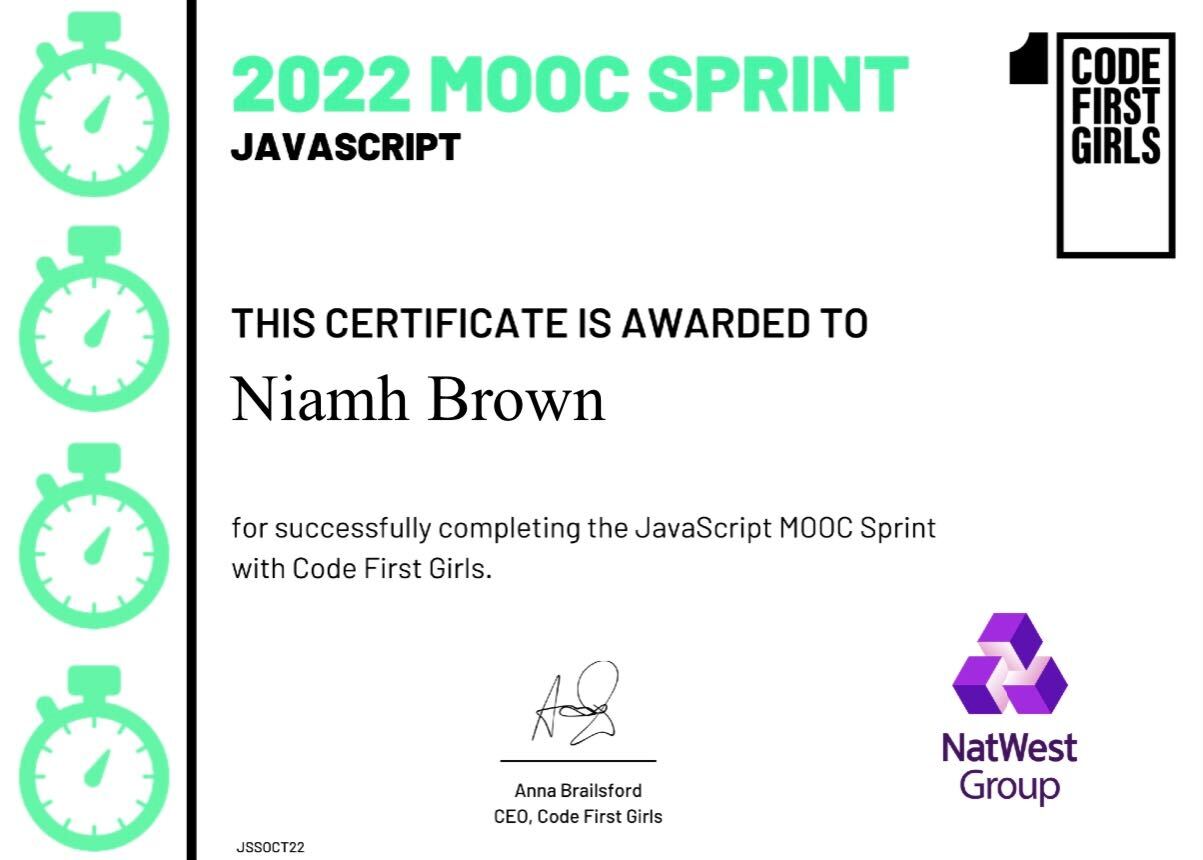 2022 MOOC SPRINT
JAVASCRIPT
1
CODE
FIRST
GIRLS
THIS CERTIFICATE IS AWARDED TO
Niamh Brown
for successfully completing the JavaScript MOOC Sprint
with Code First Girls.
Anna Brailsford
CEO, Code First Girls
NatWest
Group
JSSOCT22